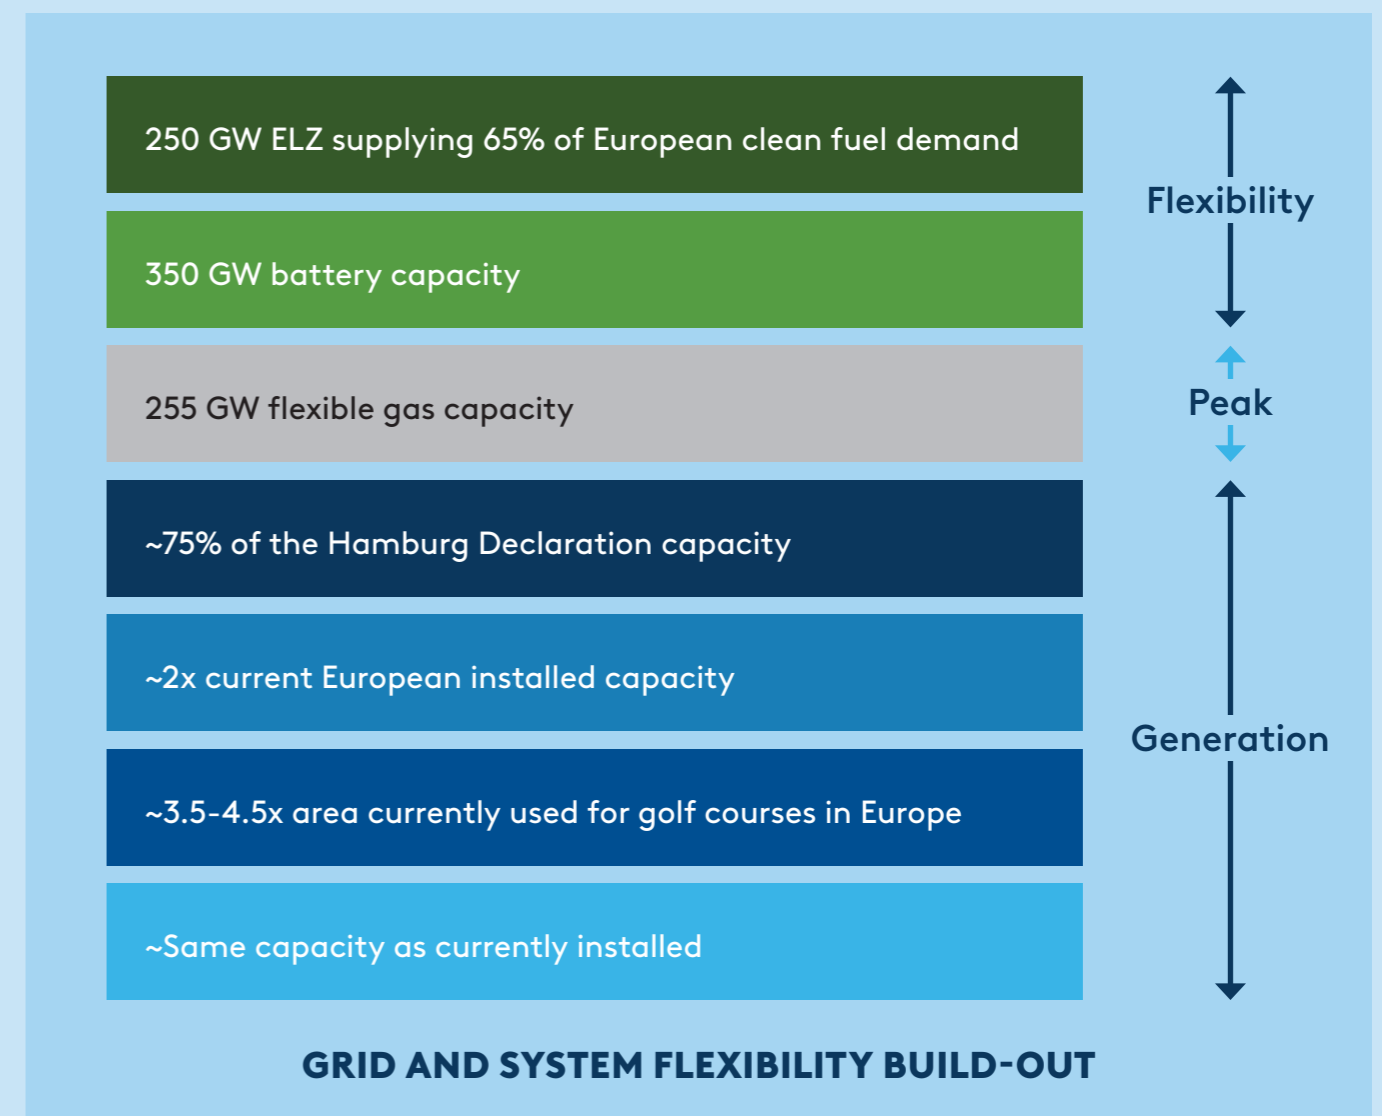 250 GW ELZ supplying 65% of European clean fuel demand
350 GW battery capacity
Flexibility
255 GW flexible gas capacity
Peak
~75% of the Hamburg Declaration capacity
~2x current European installed capacity
~3.5-4.5x area currently used for golf courses in Europe
~Same capacity as currently installed
Generation
GRID AND SYSTEM FLEXIBILITY BUILD-OUT